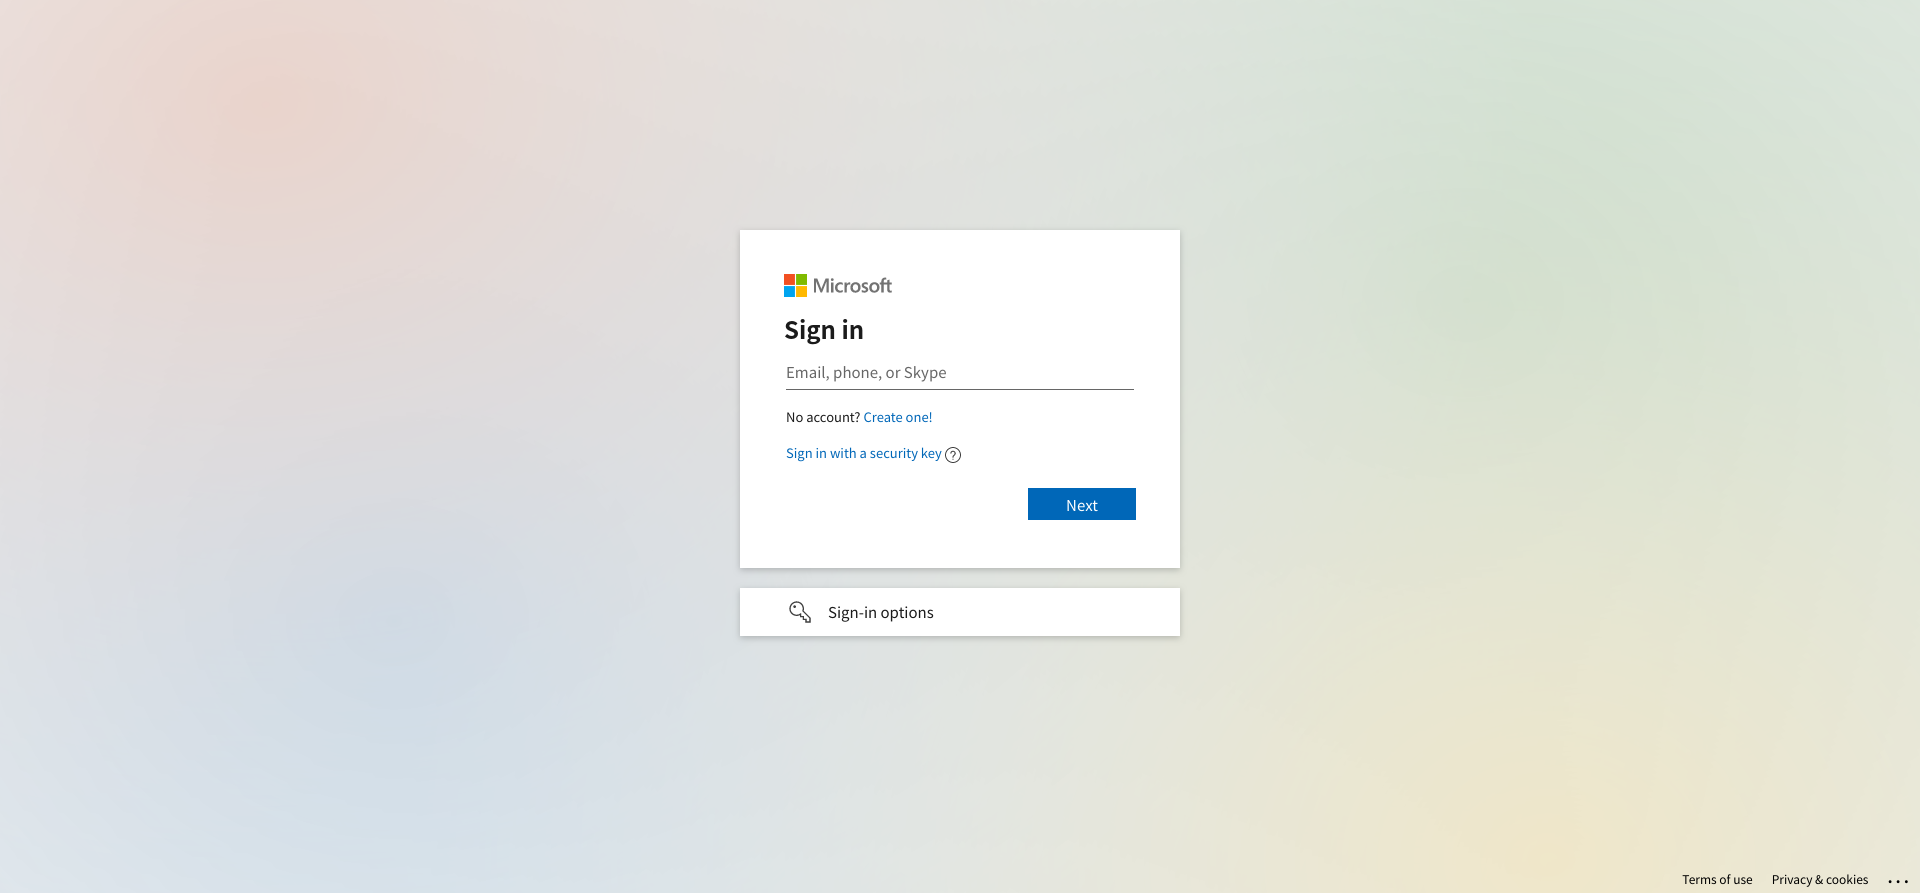 Microsoft
Sign in
Email, phone, or Skype
No account? Create one!
Sign in with a security key ?
Next
Sign-in options
Terms of use Privacy & cookies ...